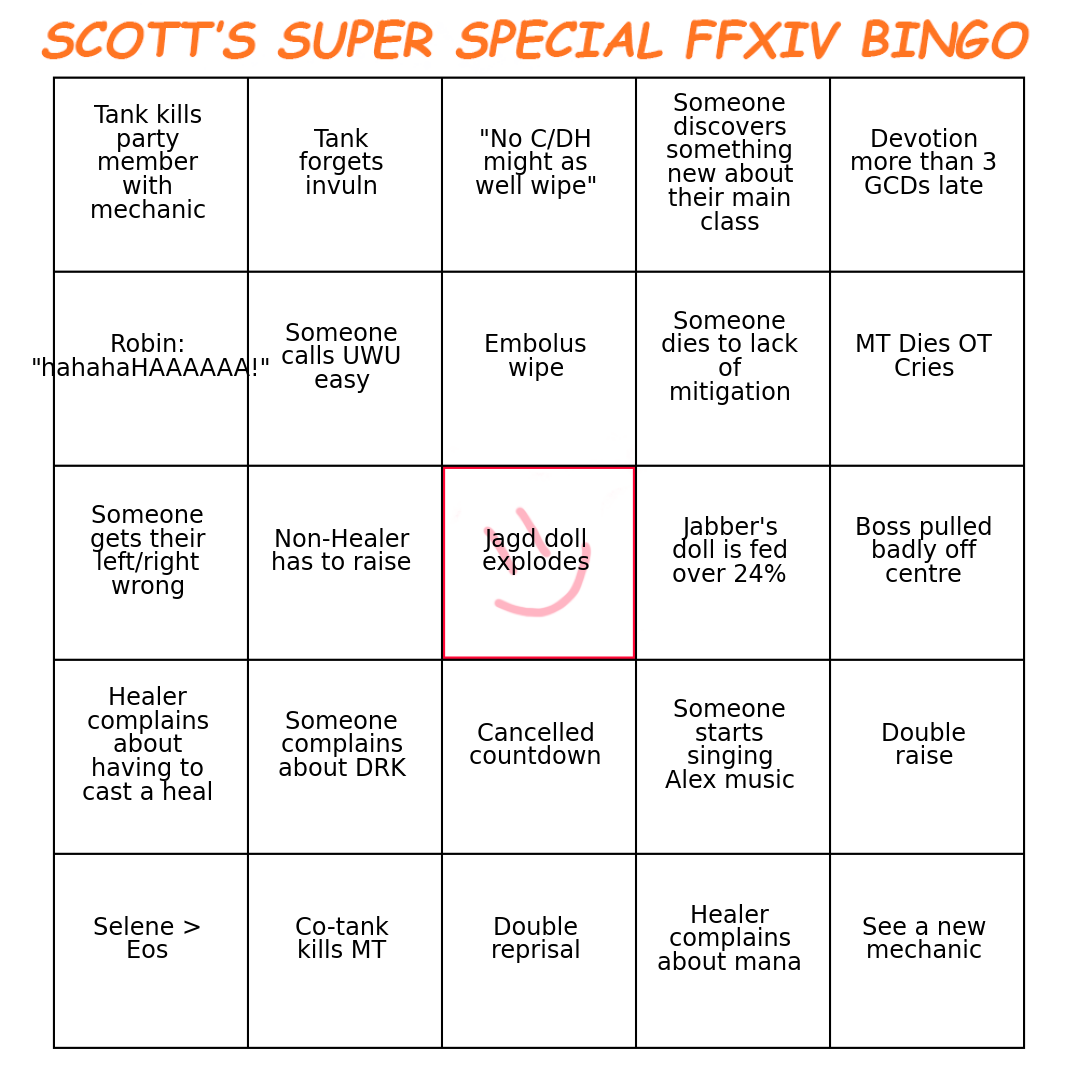 SCOTT'S SUPER SPECIAL FFXIV BINGO
Tank kills
party
member
with
mechanic
Tank
forgets
invuln
"No C/DH
might as
well wipe"
Someone
discovers
something
new about
their main
class
Devotion
more than 3
GCDs late
Robin:
"hahahaHAAAAAA!"
Someone
calls UWU
easy
Embolus
wipe
Someone
dies to lack
of
mitigation
MT Dies OT
Cries
Someone
gets their
left/right
wrong
Non-Healer
has to raise
Jagd doll
explodes
Jabber's
doll is fed
over 24%
Boss pulled
badly off
centre
Healer
complains
about
having to
cast a heal
Someone
complains
about DRK
Cancelled
countdown
Someone
starts
singing
Alex music
Double
raise
Selene >
Eos
Co-tank
kills MT
Double
reprisal
Healer
complains
about mana
See a new
mechanic